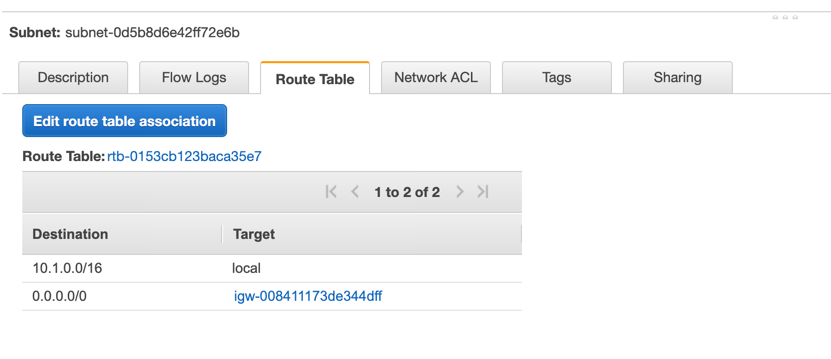 Subnet: subnet-0d5b8d6e42ff72e6b
Description Flow Logs Route Table Network ACL Tags Sharing
Edit route table association
Route Table: rtb-0153cb123baca35e7
1 to 2 of 2
Destination Target
10.1.0.0/16 local
0.0.0.0/0 igw-008411173de344dff